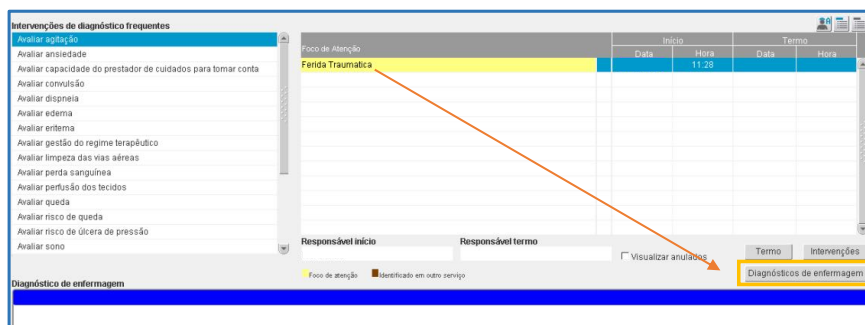 Intervenções de diagnóstico frequentes
Avaliar agitação
Avaliar ansiedade
Avaliar capacidade do prestador de cuidados para tomar conta
Avaliar convulsão
Avaliar dispneia
Avaliar edema
Avaliar eritema
Avaliar gestão do regime terapêutico
Avaliar limpeza das vias aéreas
Avaliar perda sanguínea
Avaliar perfusão dos tecidos
Avaliar queda
Avaliar risco de queda
Avaliar risco de úlcera de pressão
Avaliar sono
Foco de Atenção
Início
Termo
Data
Hora
Data
Hora
Ferida Traumatica
11:28
Responsável início
Responsável termo
Visualizar anulados
Termo
Intervenções
Foco de atenção
Identificado em outro serviço
Diagnósticos de enfermagem
Diagnóstico de enfermagem